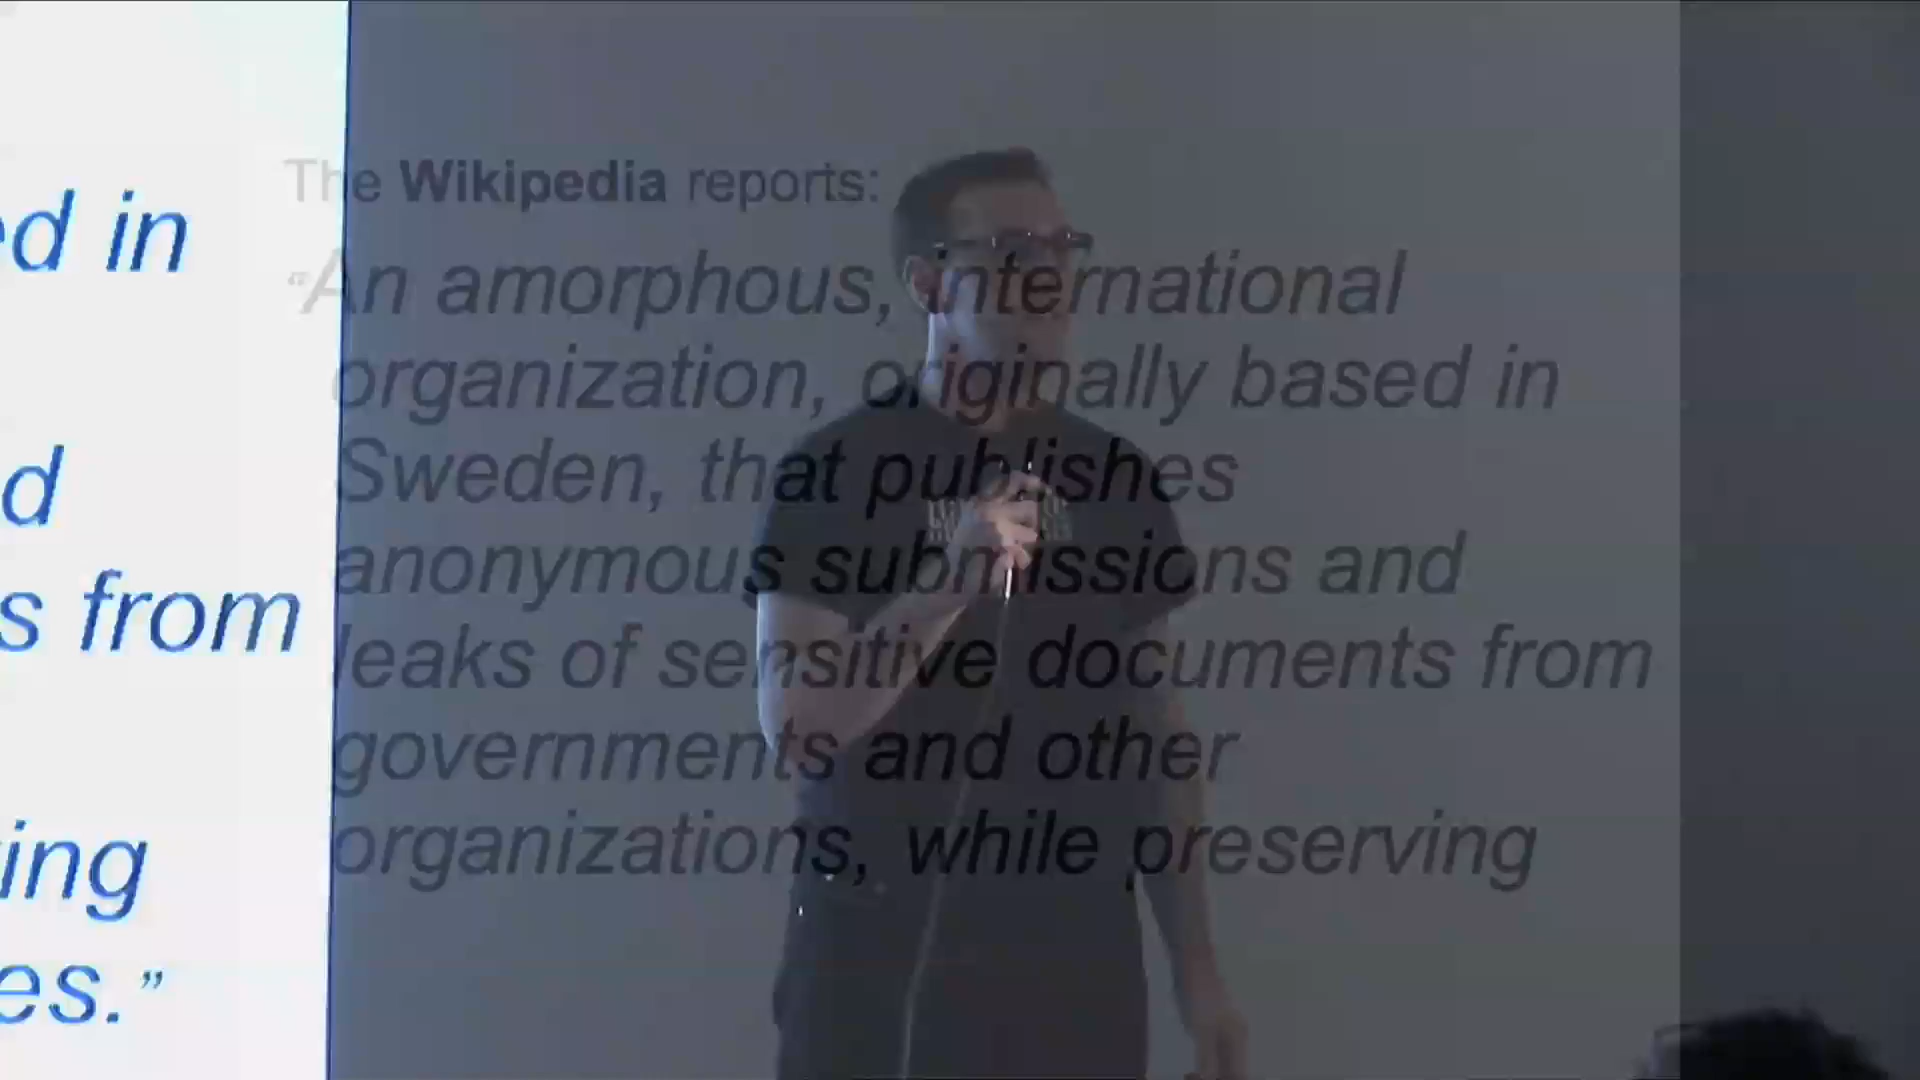 The Wikipedia reports:
“An amorphous, international
organization, originally based in
Sweden, that publishes
anonymous submissions and
leaks of sensitive documents from
governments and other
organizations, while preserving
ed in
d
s from
ing
es.”